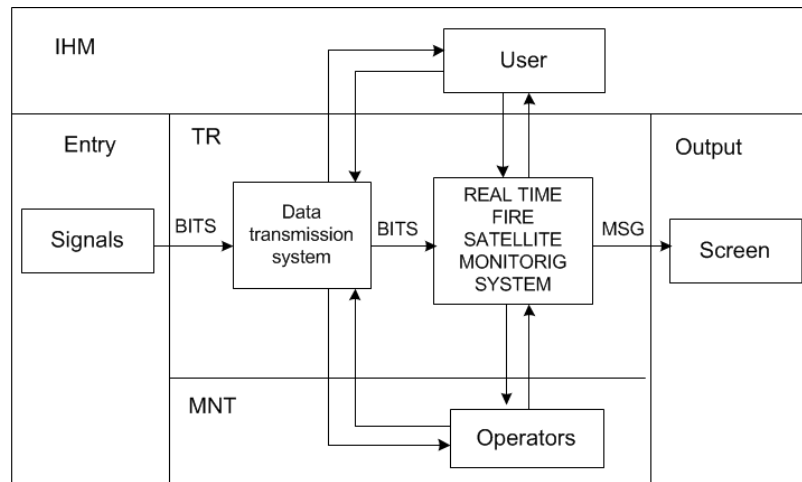 IHM
User
Entry
TR
Output
Signals
BITS
Data
transmission
system
BITS
REAL TIME
FIRE
SATELLITE
MONITORIG
SYSTEM
MSG
Screen
MNT
Operators